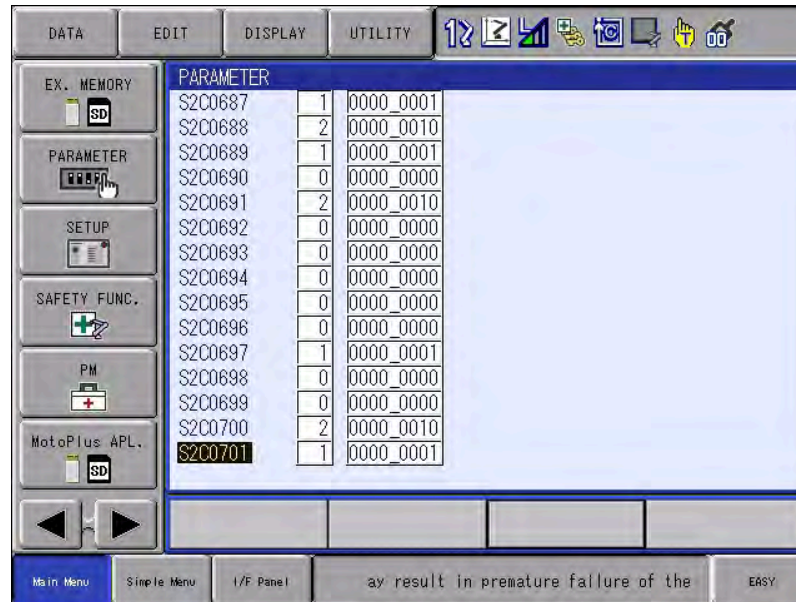 DATA
EDIT
DISPLAY
UTILITY
EX. MEMORY
SD
PARAMETER
SETUP
SAFETY FUNC.
PM
MotoPlus APL.
SD
PARAMETER
S2C0687 1 0000_0001
S2C0688 2 0000_0010
S2C0689 1 0000_0001
S2C0690 0 0000_0000
S2C0691 2 0000_0010
S2C0692 0 0000_0000
S2C0693 0 0000_0000
S2C0694 0 0000_0000
S2C0695 0 0000_0000
S2C0696 0 0000_0000
S2C0697 1 0000_0001
S2C0698 0 0000_0000
S2C0699 0 0000_0000
S2C0700 2 0000_0010
S2C0701 1 0000_0001
Main Menu
Simple Menu
I/F Panel
ay result in premature failure of the
EASY